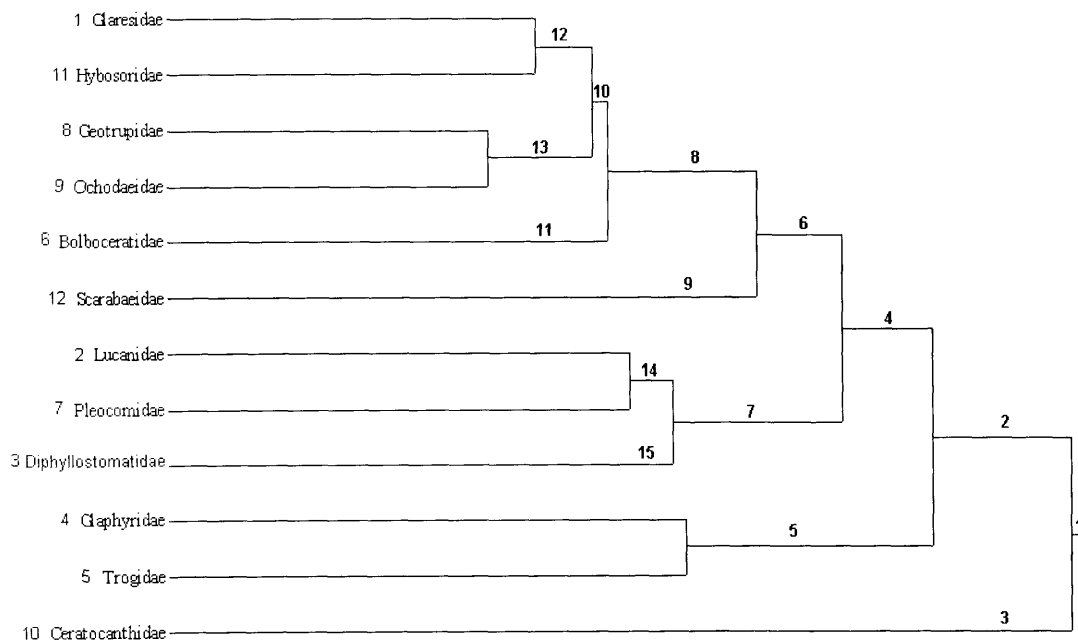 1 Glaresidae
12
11 Hybosoridae
10
8 Geotrupidae
13
8
9 Ochodaeidae
6
6 Bolboceratidae
11
12 Scarabaeidae
9
4
2 Lucanidae
14
7 Pleocomidae
7
2
3 Diphyllostomatidae
15
4 Glaphyridae
5
5 Trogidae
10 Ceratocanthidae
3